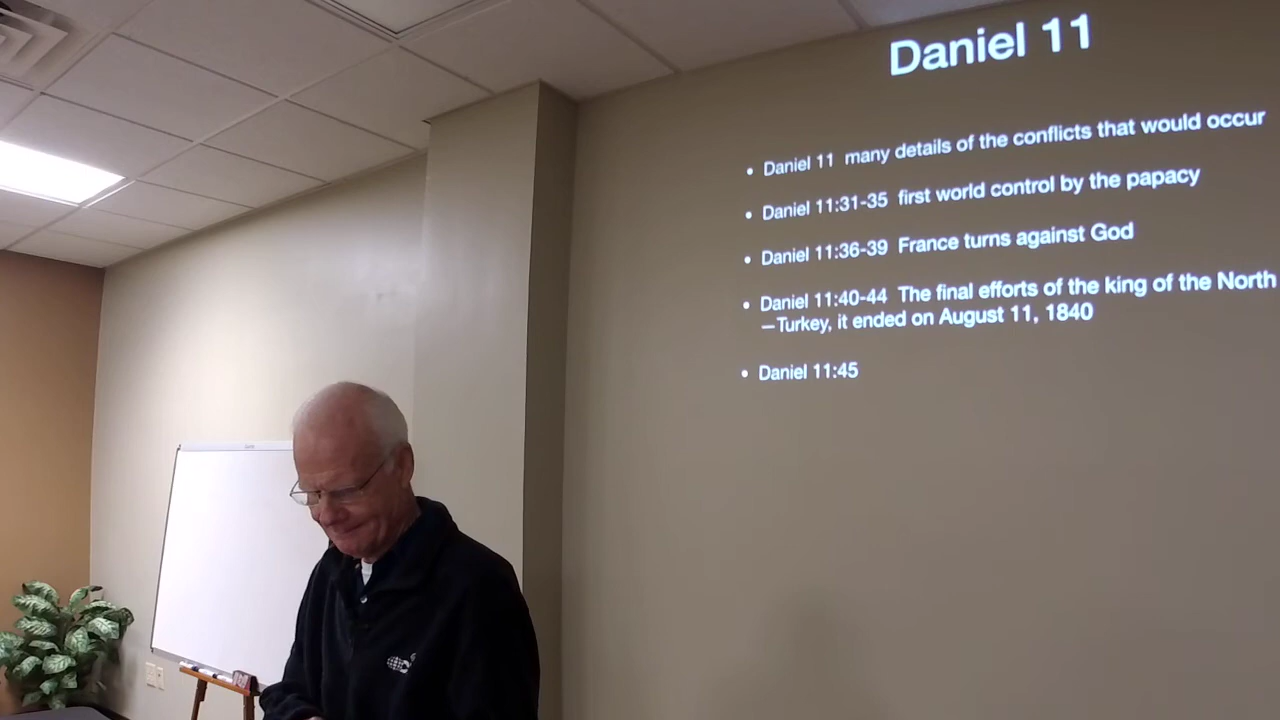 Daniel 11
• Daniel 11 many details of the conflicts that would occur
• Daniel 11:31-35 first world control by the papacy
• Daniel 11:36-39 France turns against God
• Daniel 11:40-44 The final efforts of the king of the North
—Turkey, it ended on August 11, 1840
• Daniel 11:45